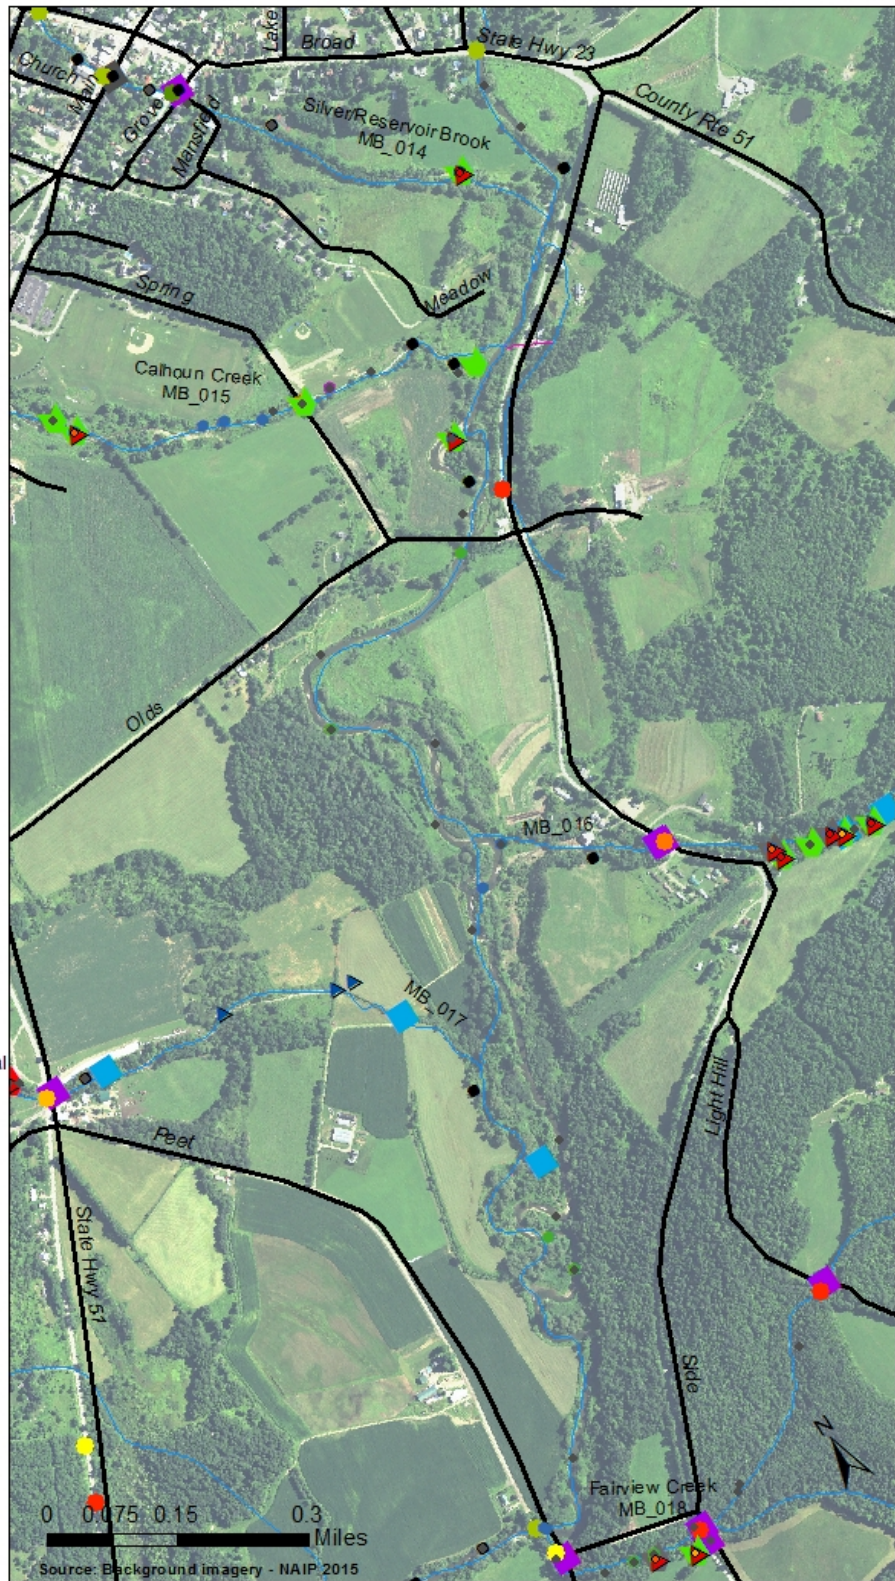 Lake
Broad
State Hwy 23
Church
Main
Grove
Mansfield
Silver/Reservoir Brook
MB_014
County Rte 51
Spring
Meadow
Calhoun Creek
MB_015
Olds
MB_016
MB_017
al
Light Hill
Peet
State Hwy 51
Side
N
Fairview Creek
MB_018
0 0.075 0.15 0.3
Miles
Source: Background imagery - NAIP 2015